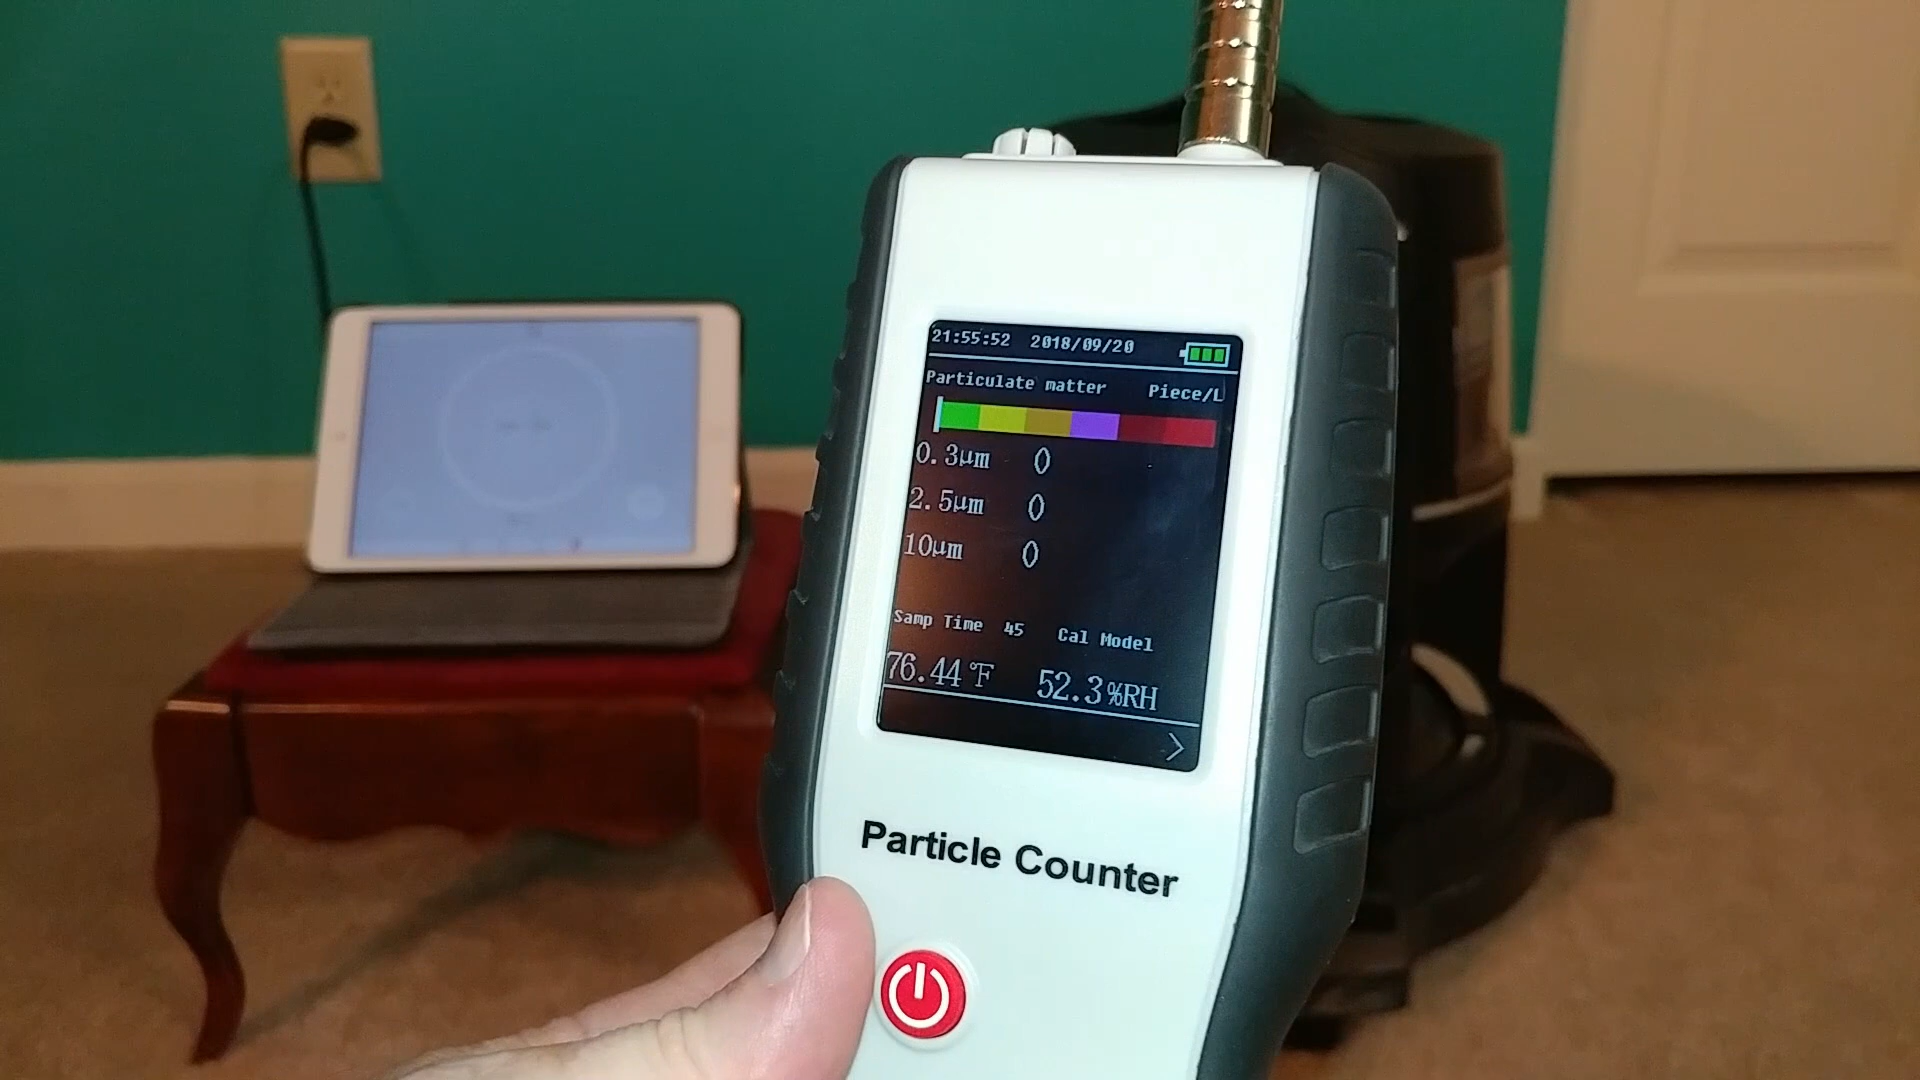 21:55:52 2018/09/20
Particulate matter Piece/L
0.3μm 0
2.5μm 0
10μm 0
Samp Time 45 Cal Model
76.44℉ 52.3%RH
Particle Counter